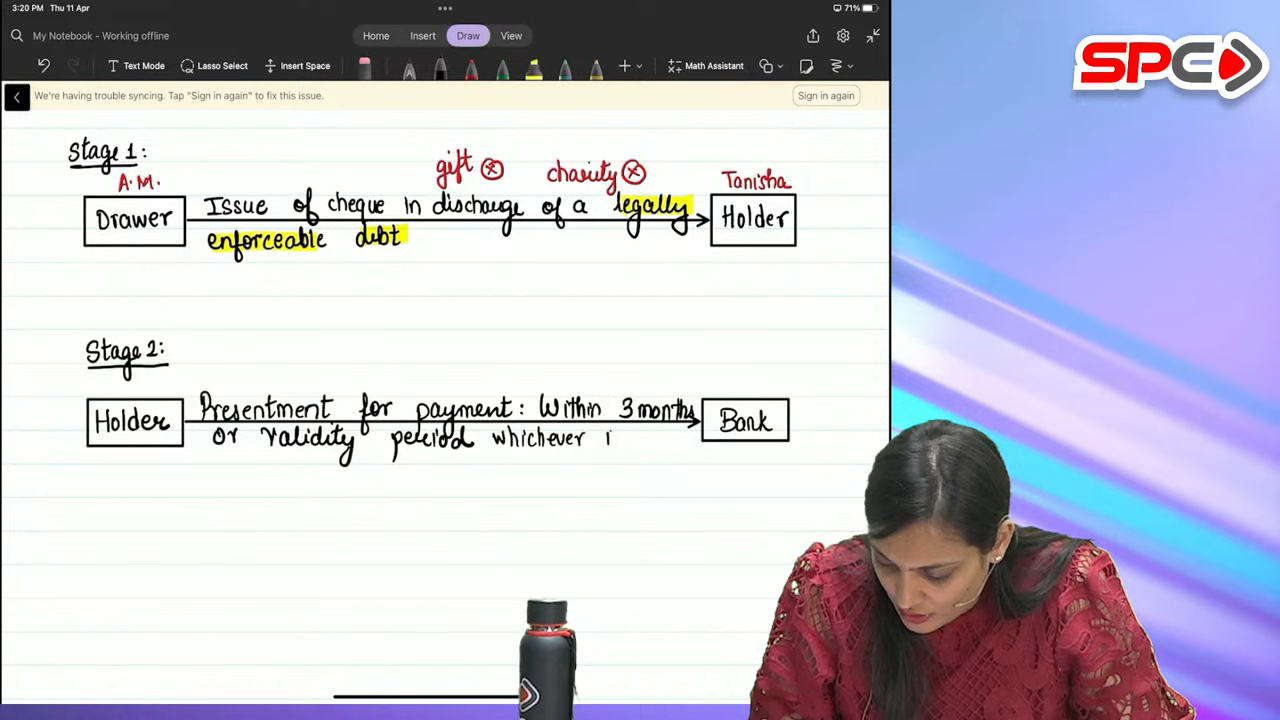 3:20 PM Thu 11 Apr
71%
My Notebook - Working offline
Home Insert Draw View
Text Mode Lasso Select Insert Space Math Assistant
We're having trouble syncing. Tap "Sign in again" to fix this issue.
Sign in again
SPC
Stage 1:
gift charity Tanisha
A.M.
Drawer Issue of cheque in discharge of a legally Holder
enforceable debt
Stage 2:
Holder Presentment for payment: Within 3 months Bank
or validity period whichever i